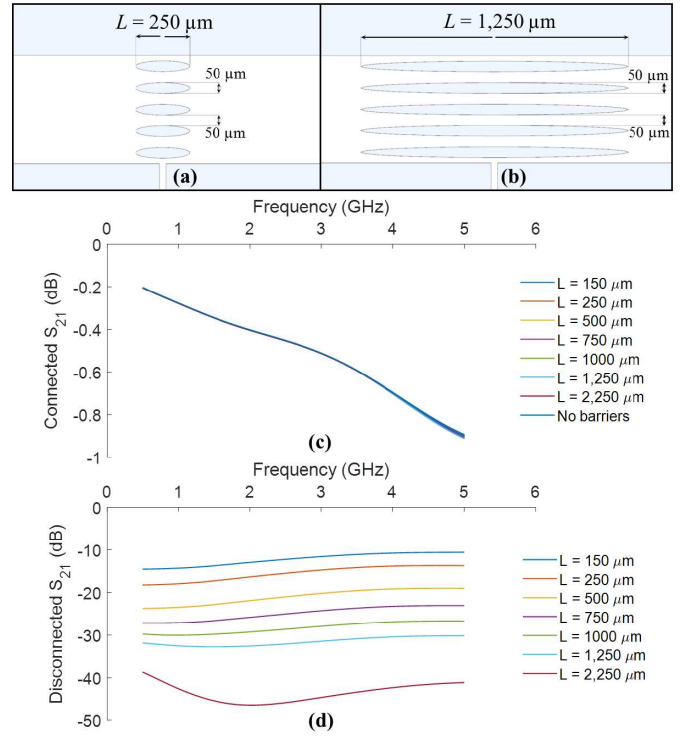 L = 250 µm
L = 1,250 µm
50 µm
50 µm
50 µm
50 µm
(a)
(b)
Frequency (GHz)
0 1 2 3 4 5 6
Connected S21 (dB)
0
-0.2
-0.4
-0.6
-0.8
-1
L = 150 µm
L = 250 µm
L = 500 µm
L = 750 µm
L = 1000 µm
L = 1,250 µm
L = 2,250 µm
No barriers
(c)
Frequency (GHz)
0 1 2 3 4 5 6
Disconnected S21 (dB)
0
-10
-20
-30
-40
-50
L = 150 µm
L = 250 µm
L = 500 µm
L = 750 µm
L = 1000 µm
L = 1,250 µm
L = 2,250 µm
(d)